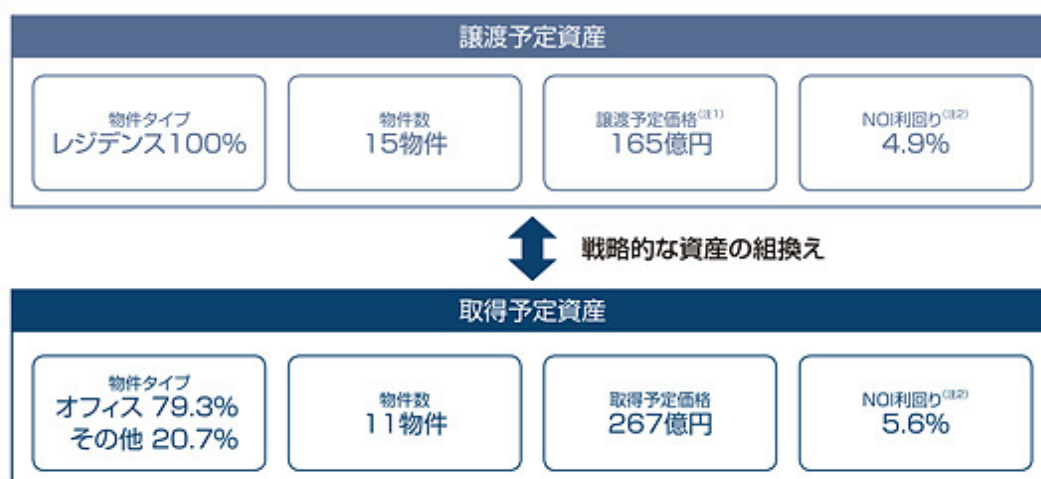 譲渡予定資産
物件タイプ
レジデンス100%
物件数
15物件
譲渡予定価格(注1)
165億円
NOI利回り(注2)
4.9%
戦略的な資産の組換え
取得予定資産
物件タイプ
オフィス 79.3%
その他 20.7%
物件数
11物件
取得予定価格
267億円
NOI利回り(注2)
5.6%